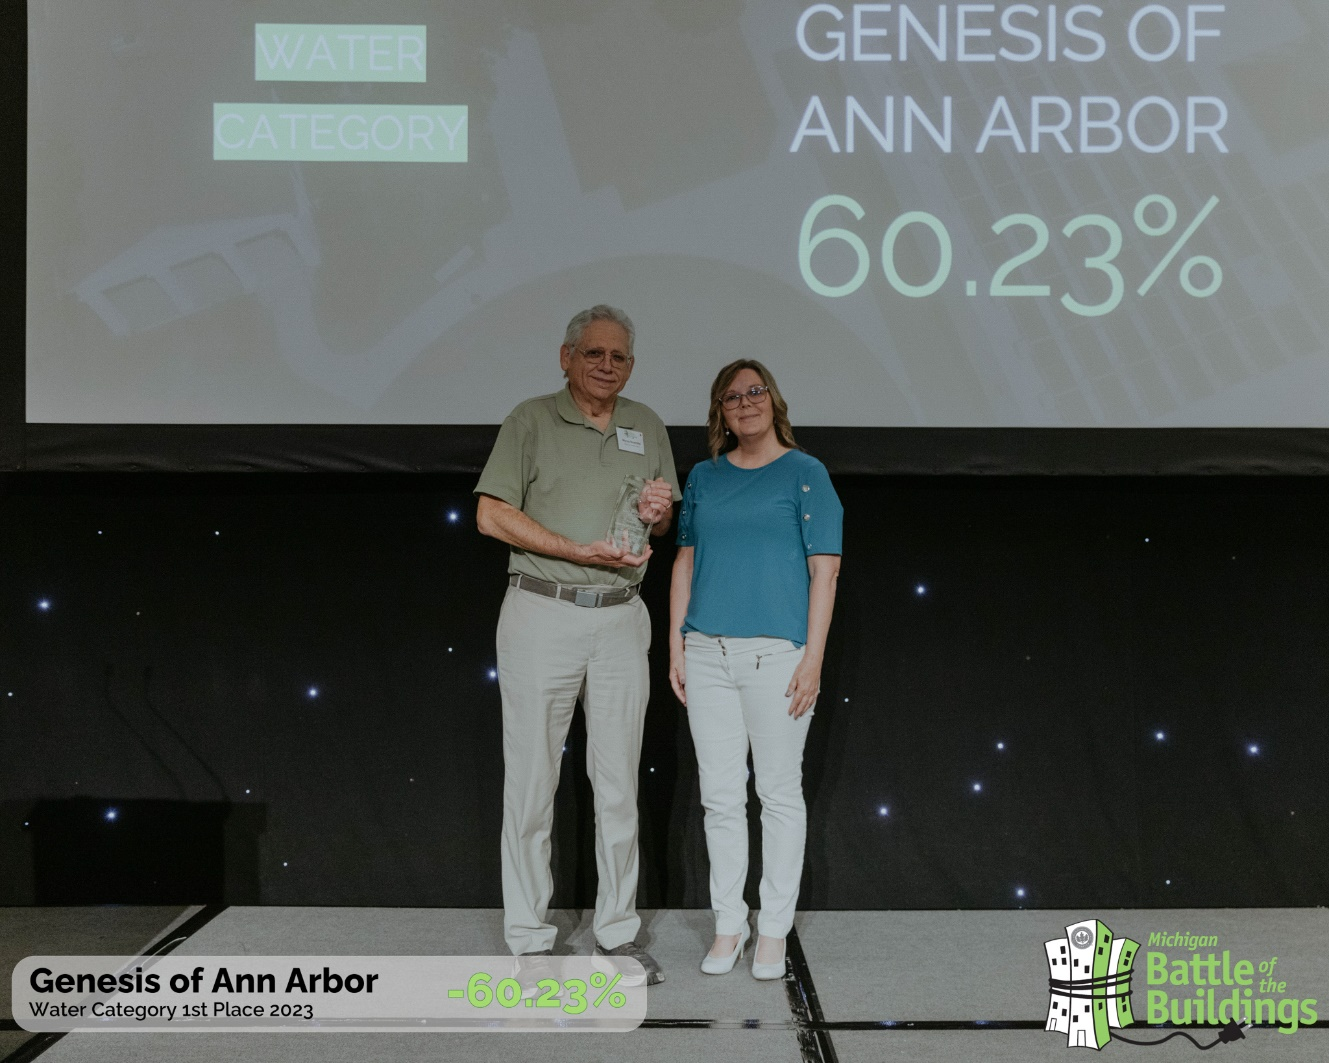 WATER
CATEGORY
GENESIS OF
ANN ARBOR
60.23%
Genesis of Ann Arbor
Water Category 1st Place 2023
-60.23%
Michigan
Battle of the
Buildings